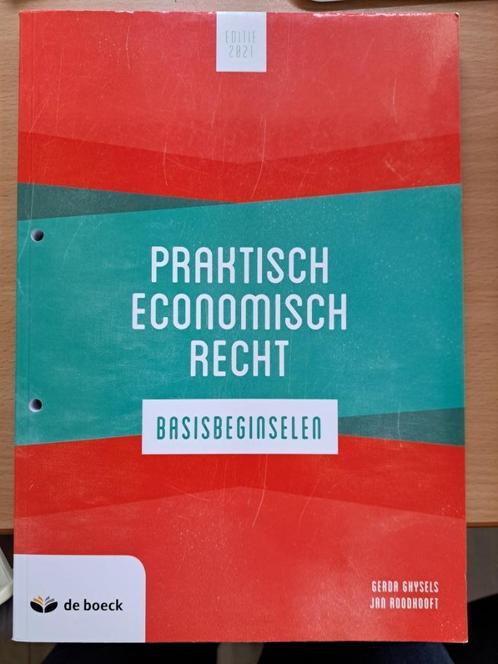 EDITIE
2021
PRAKTISCH
ECONOMISCH
RECHT
BASISBEGINSELEN
GERDA GHYSELS
JAN ROODHOOFT
de boeck